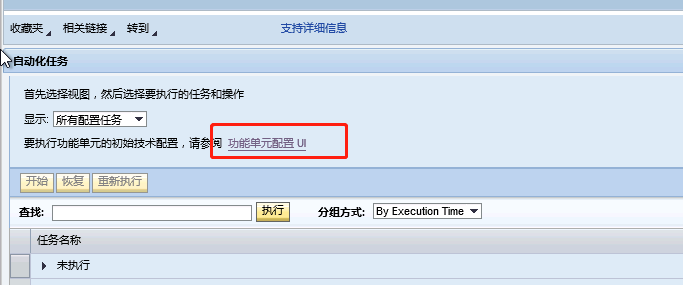 收藏夹 相关链接 转到 支持详细信息
自动化任务
首先选择视图，然后选择要执行的任务和操作
显示: 所有配置任务
要执行功能单元的初始技术配置，请参阅 功能单元配置 UI
开始 恢复 重新执行
查找: 执行 分组方式: By Execution Time
任务名称
未执行